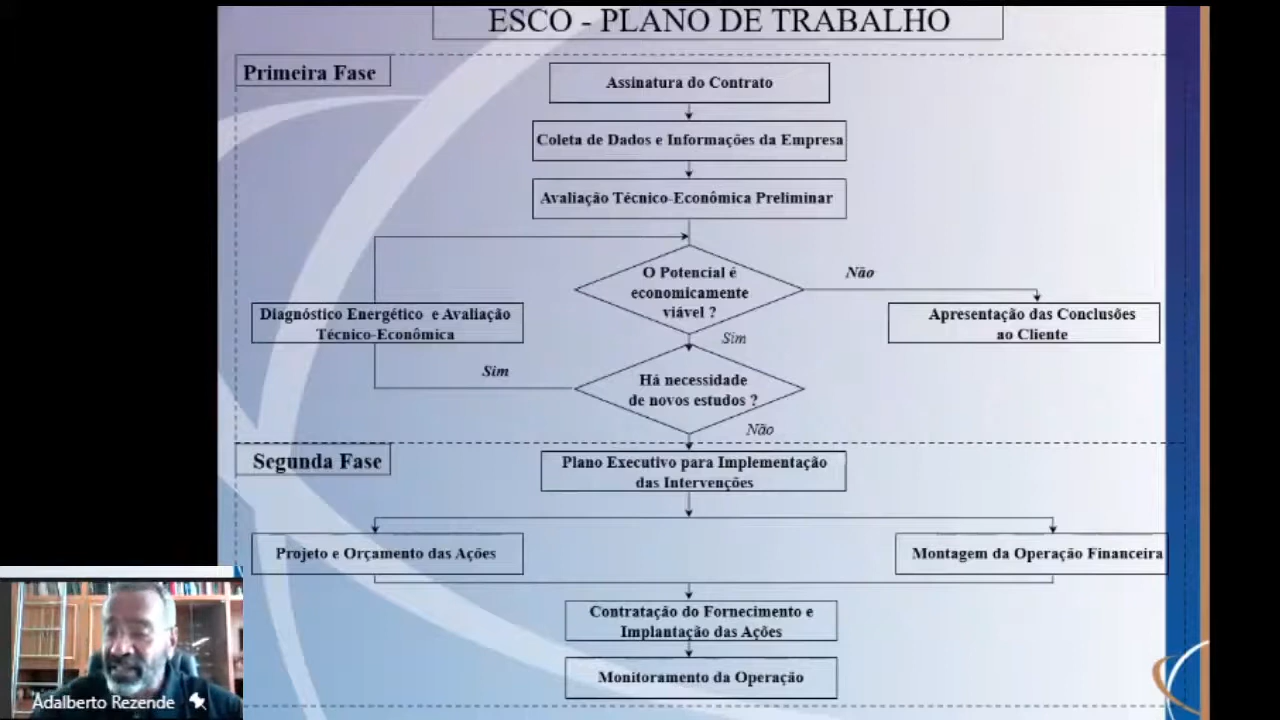 ESCO - PLANO DE TRABALHO
Primeira Fase
Assinatura do Contrato
Coleta de Dados e Informações da Empresa
Avaliação Técnico-Econômica Preliminar
O Potencial é
economicamente
viável ?
Não
Diagnóstico Energético e Avaliação
Técnico-Econômica
Apresentação das Conclusões
ao Cliente
Sim
Sim
Há necessidade
de novos estudos ?
Não
Segunda Fase
Plano Executivo para Implementação
das Intervenções
Projeto e Orçamento das Ações
Montagem da Operação Financeira
Contratação do Fornecimento e
Implantação das Ações
Monitoramento da Operação
Adalberto Rezende